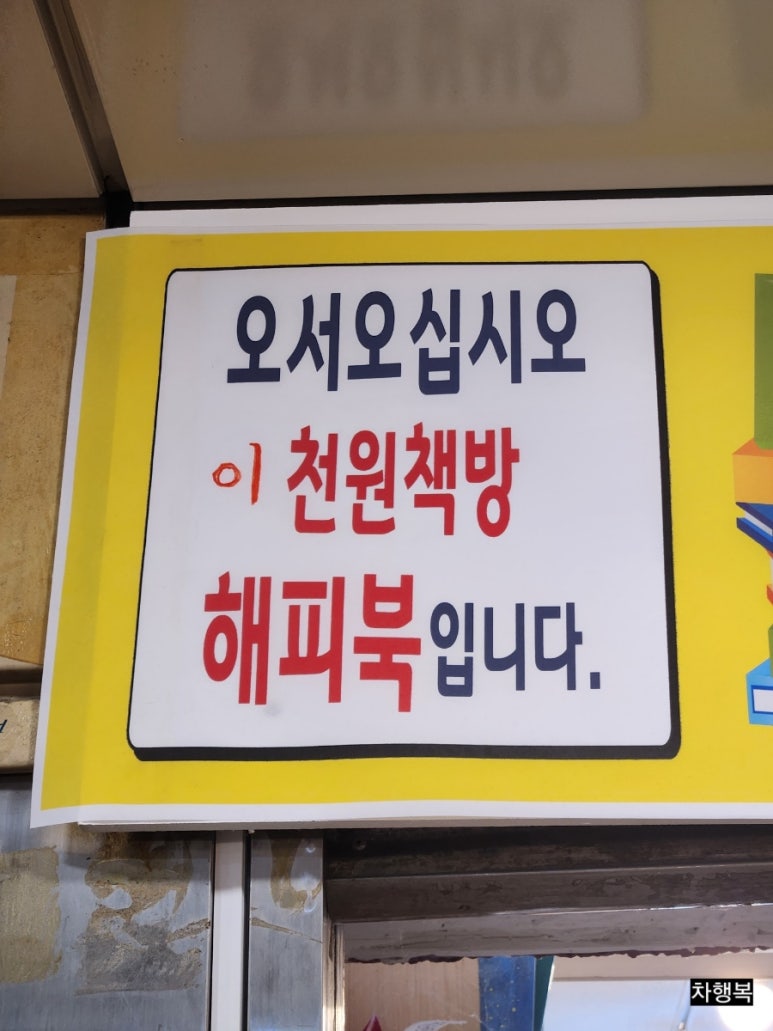 오서오십시오
이 천원책방
해피북입니다.
차행복